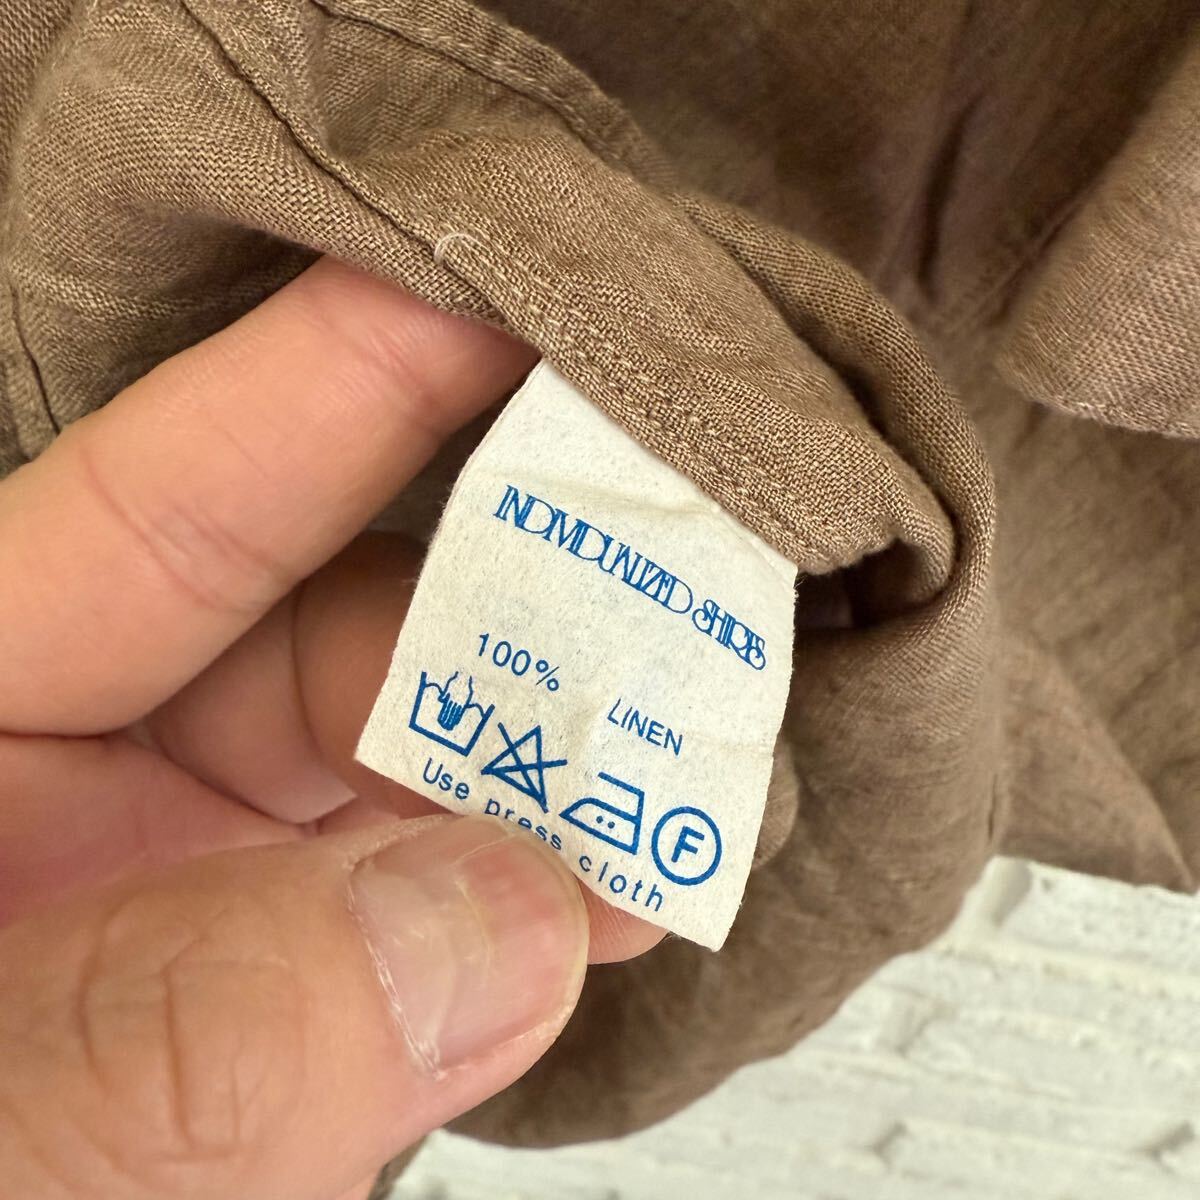 INDIVIDUALIZED SHIRTS
100% LINEN
F
Use press cloth